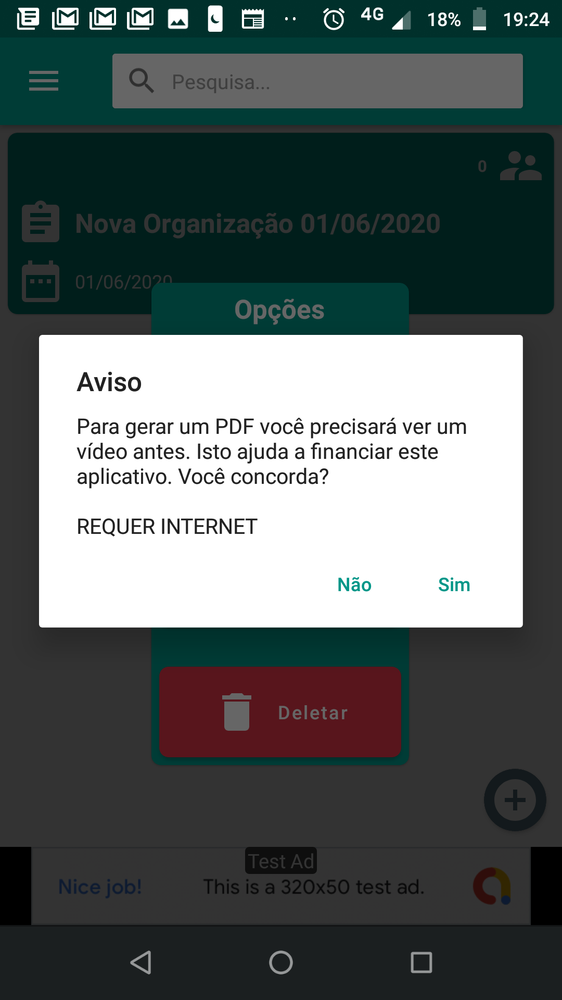 4G 18% 19:24
Pesquisa...
0
Nova Organização 01/06/2020
01/06/2020
Opções
Aviso
Para gerar um PDF você precisará ver um
vídeo antes. Isto ajuda a financiar este
aplicativo. Você concorda?
REQUER INTERNET
Não Sim
Deletar
Test Ad
Nice job! This is a 320x50 test ad.